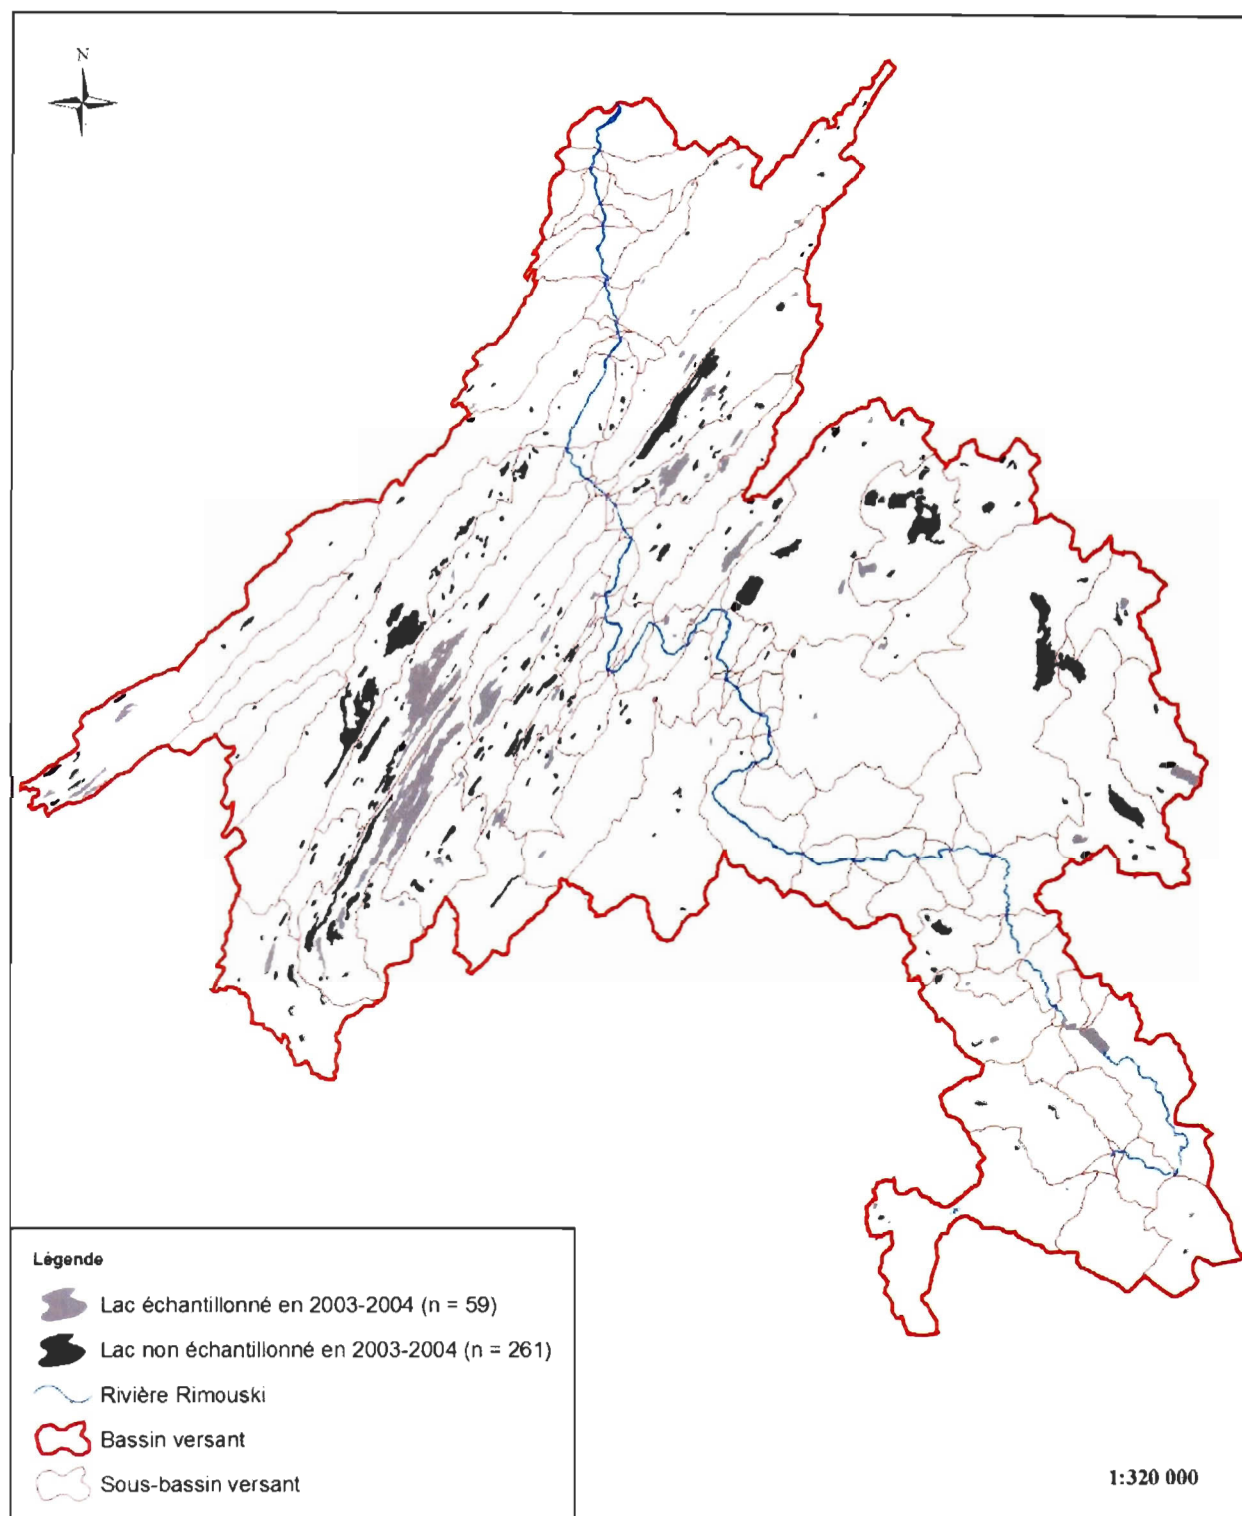 N
Légende
Lac échantillonné en 2003-2004 (n = 59)
Lac non échantillonné en 2003-2004 (n = 261)
Rivière Rimouski
Bassin versant
Sous-bassin versant
1:320 000